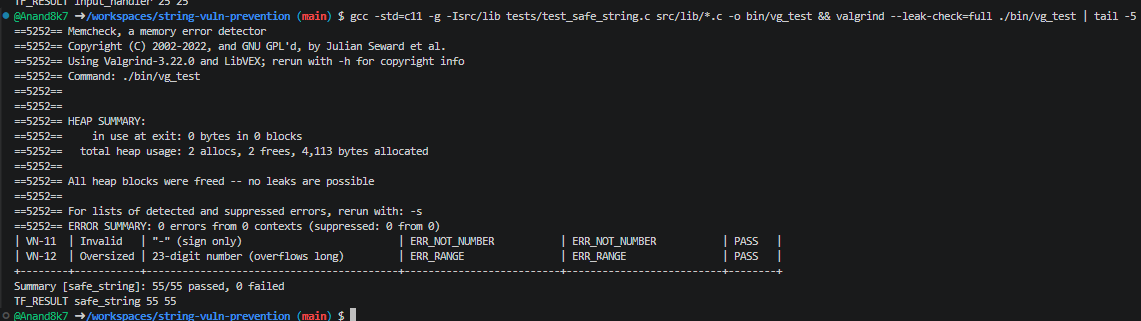 TF_RESULT input_handler 25 25
@Anand8k7 ➜/workspaces/string-vuln-prevention (main) $ gcc -std=c11 -g -Isrc/lib tests/test_safe_string.c src/lib/*.c -o bin/vg_test && valgrind --leak-check=full ./bin/vg_test | tail -5
==5252== Memcheck, a memory error detector
==5252== Copyright (C) 2002-2022, and GNU GPL'd, by Julian Seward et al.
==5252== Using Valgrind-3.22.0 and LibVEX; rerun with -h for copyright info
==5252== Command: ./bin/vg_test
==5252==
==5252==
==5252== HEAP SUMMARY:
==5252==     in use at exit: 0 bytes in 0 blocks
==5252==   total heap usage: 2 allocs, 2 frees, 4,113 bytes allocated
==5252==
==5252== All heap blocks were freed -- no leaks are possible
==5252==
==5252== For lists of detected and suppressed errors, rerun with: -s
==5252== ERROR SUMMARY: 0 errors from 0 contexts (suppressed: 0 from 0)
| VN-11  | Invalid   | "-" (sign only)                        | ERR_NOT_NUMBER         | ERR_NOT_NUMBER         | PASS   |
| VN-12  | Oversized | 23-digit number (overflows long)       | ERR_RANGE              | ERR_RANGE              | PASS   |
+--------+-----------+----------------------------------------+------------------------+------------------------+--------+
Summary [safe_string]: 55/55 passed, 0 failed
TF_RESULT safe_string 55 55
@Anand8k7 ➜/workspaces/string-vuln-prevention (main) $